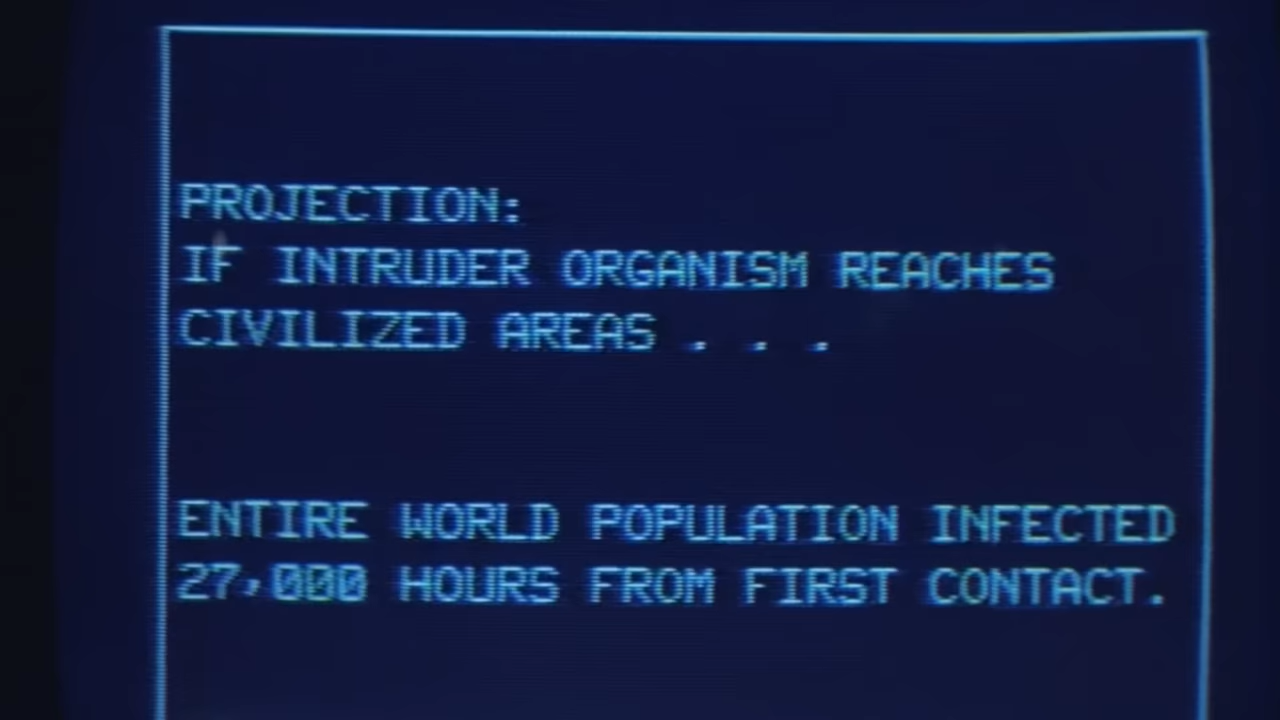 PROJECTION:
IF INTRUDER ORGANISM REACHES
CIVILIZED AREAS . . .
ENTIRE WORLD POPULATION INFECTED
27,000 HOURS FROM FIRST CONTACT.